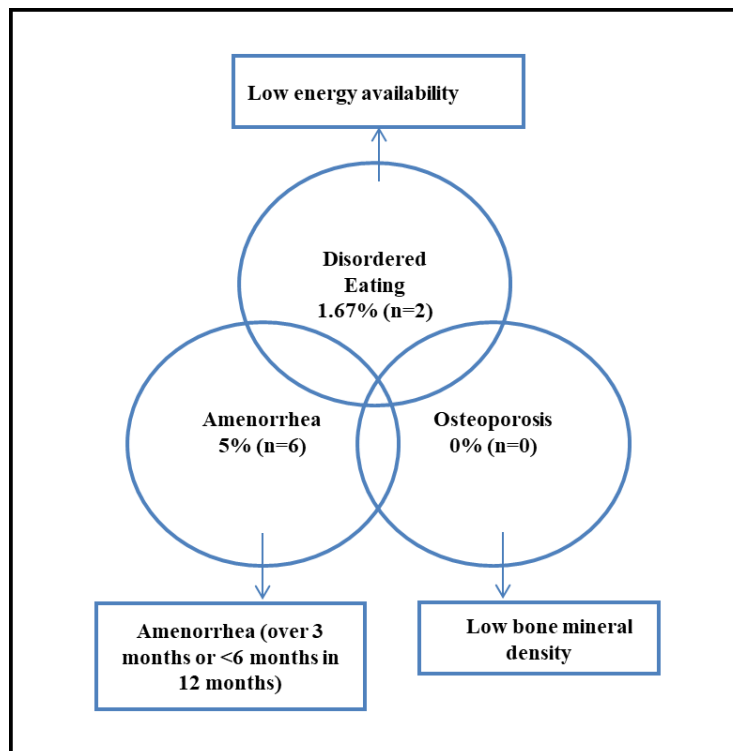 Low energy availability
Disordered
Eating
1.67% (n=2)
Amenorrhea
5% (n=6)
Osteoporosis
0% (n=0)
Amenorrhea (over 3
months or <6 months in
12 months)
Low bone mineral
density